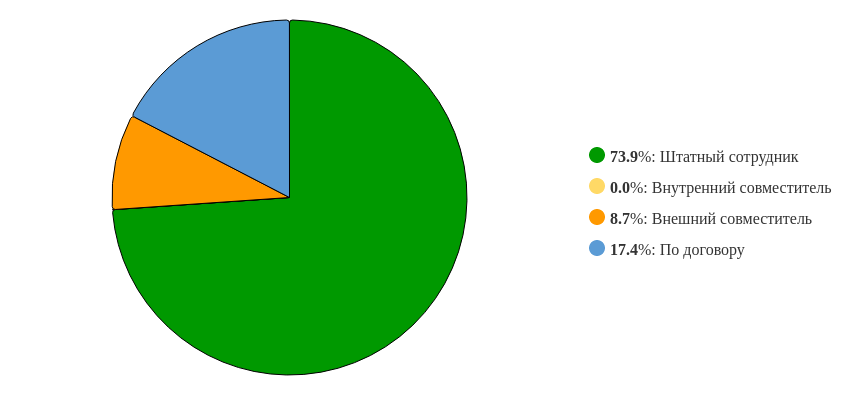 73.9%: Штатный сотрудник
0.0%: Внутренний совместитель
8.7%: Внешний совместитель
17.4%: По договору